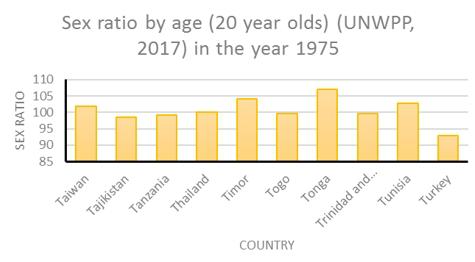 Sex ratio by age (20 year olds) (UNWPP,
2017) in the year 1975
SEX RATIO
110
105
100
95
90
85
Taiwan
Tajikistan
Tanzania
Thailand
Timor
Togo
Tonga
Trinidad and...
Tunisia
Turkey
COUNTRY